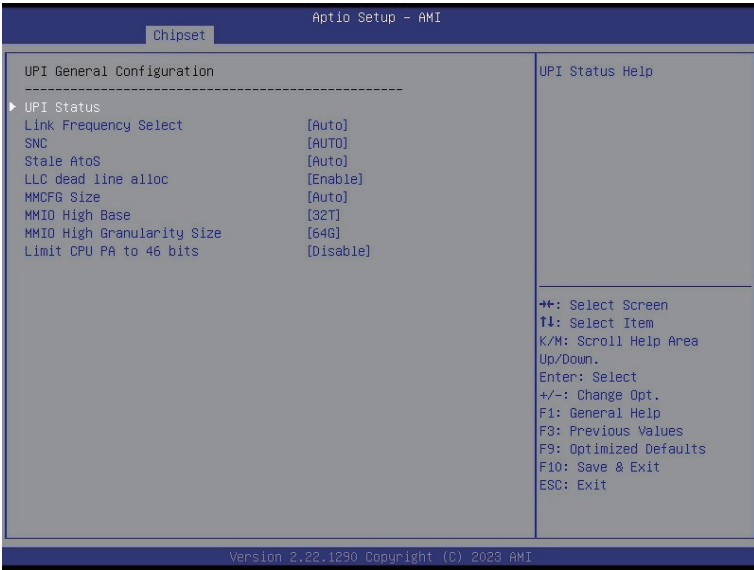 Aptio Setup – AMI
Chipset
UPI General Configuration
------------------------------------------------
UPI Status
Link Frequency Select [Auto]
SNC [AUTO]
Stale AtoS [Auto]
LLC dead line alloc [Enable]
MMCFG Size [Auto]
MMIO High Base [32T]
MMIO High Granularity Size [64G]
Limit CPU PA to 46 bits [Disable]
UPI Status Help
→←: Select Screen
↑↓: Select Item
K/M: Scroll Help Area
Up/Down.
Enter: Select
+/-: Change Opt.
F1: General Help
F3: Previous Values
F9: Optimized Defaults
F10: Save & Exit
ESC: Exit
Version 2.22.1290 Copyright (C) 2023 AMI